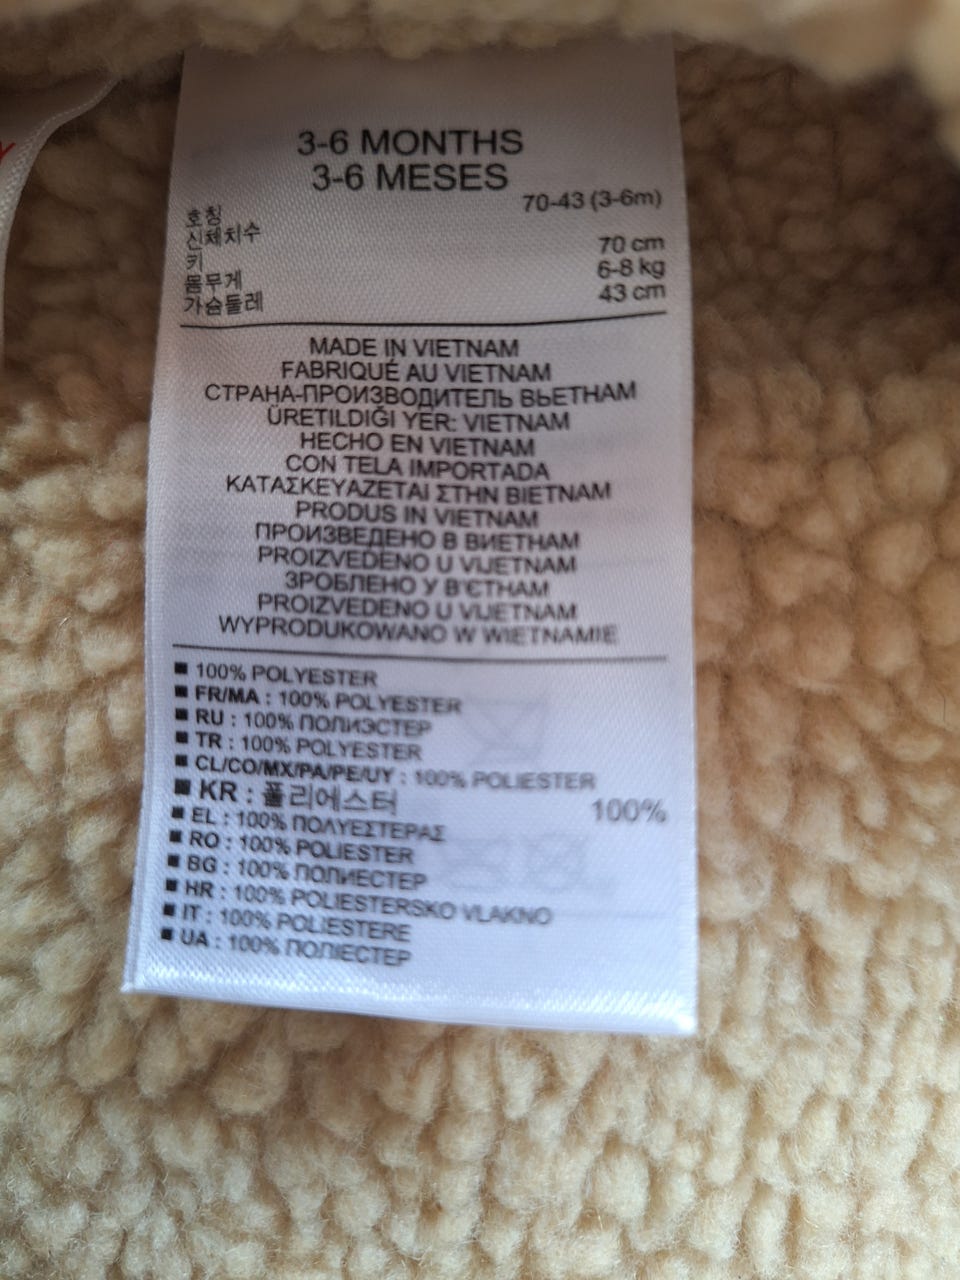 3-6 MONTHS
3-6 MESES
호칭 70-43 (3-6m)
신체치수
키 70 cm
몸무게 6-8 kg
가슴둘레 43 cm
MADE IN VIETNAM
FABRIQUÉ AU VIETNAM
СТРАНА-ПРОИЗВОДИТЕЛЬ ВЬЕТНАМ
ÜRETILDIĞI YER: VIETNAM
HECHO EN VIETNAM
CON TELA IMPORTADA
ΚΑΤΑΣΚΕΥΑΖΕΤΑΙ ΣΤΗΝ ΒΙΕΤΝΑΜ
PRODUS IN VIETNAM
ПРОИЗВЕДЕНО В ВИЕТНАМ
PROIZVEDENO U VIJETNAM
ЗРОБЛЕНО У В'ЄТНАМ
PROIZVEDENO U VIJETNAM
WYPRODUKOWANO W WIETNAMIE
■ 100% POLYESTER
■ FR/MA : 100% POLYESTER
■ RU : 100% ПОЛИЭСТЕР
■ TR : 100% POLYESTER
■ CL/CO/MX/PA/PE/UY : 100% POLIESTER
■ KR : 폴리에스터 100%
■ EL : 100% ΠΟΛΥΕΣΤΕΡΑΣ
■ RO : 100% POLIESTER
■ BG : 100% ПОЛИЕСТЕР
■ HR : 100% POLIESTERSKO VLAKNO
■ IT : 100% POLIESTERE
■ UA : 100% ПОЛІЕСТЕР